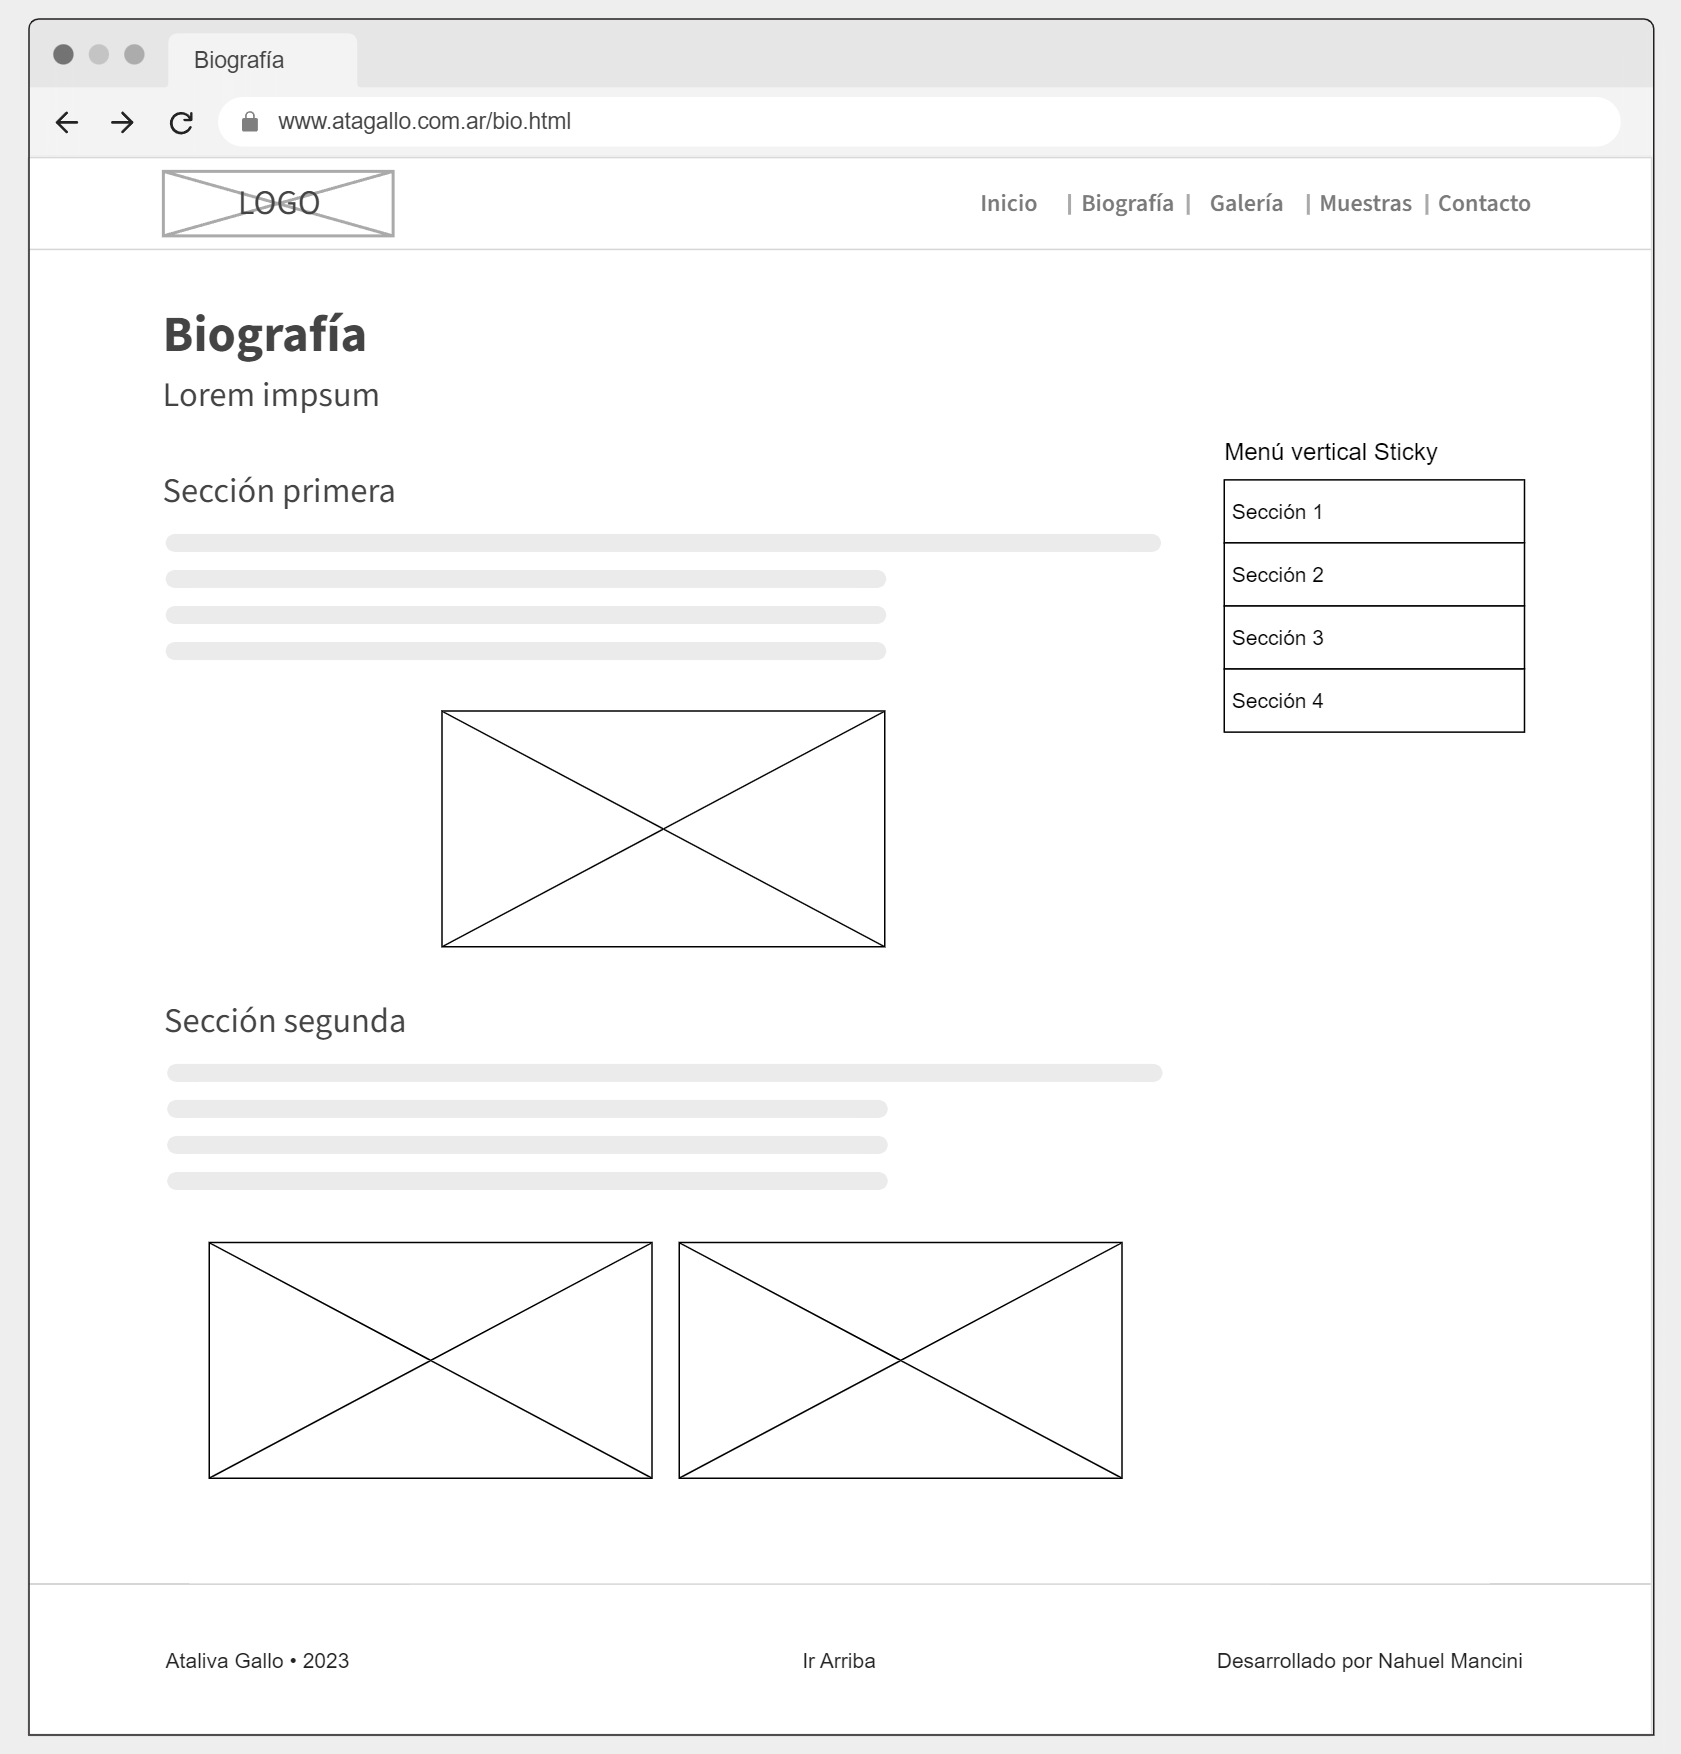 Biografía
www.atagallo.com.ar/bio.html
LOGO
Inicio | Biografía | Galería | Muestras | Contacto
Biografía
Lorem impsum
Sección primera
Menú vertical Sticky
Sección 1
Sección 2
Sección 3
Sección 4
Sección segunda
Ataliva Gallo • 2023
Ir Arriba
Desarrollado por Nahuel Mancini